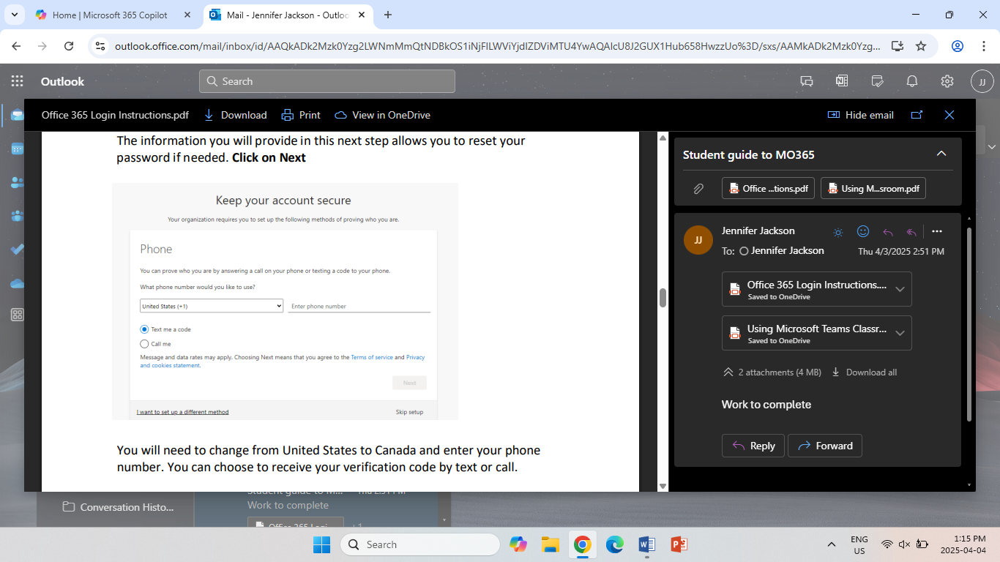 Home | Microsoft 365 Copilot
Mail - Jennifer Jackson - Outlo
outlook.office.com/mail/inbox/id/AAQkADk2Mzk0Yzg2LWNmMmQtNDBkOS1iNjFlLWViYjdlZDViMTU4YwAQAIcU8J2GUX1Hub658HwzzUo%3D/sxs/AAMkADk2Mzk0Yzg...
Outlook
Search
JJ
Office 365 Login Instructions.pdf
Download
Print
View in OneDrive
Hide email
The information you will provide in this next step allows you to reset your
password if needed. Click on Next
Keep your account secure
Your organization requires you to set up the following methods of proving who you are.
Phone
You can prove who you are by answering a call on your phone or texting a code to your phone.
What phone number would you like to use?
United States (+1)
Enter phone number
Text me a code
Call me
Message and data rates may apply. Choosing Next means that you agree to the Terms of service and Privacy
and cookies statement.
Next
I want to set up a different method
Skip setup
You will need to change from United States to Canada and enter your phone
number. You can choose to receive your verification code by text or call.
Student guide to MO365
Office ...tions.pdf
Using M...sroom.pdf
JJ
Jennifer Jackson
To: Jennifer Jackson
Thu 4/3/2025 2:51 PM
Office 365 Login Instructions....
Saved to OneDrive
Using Microsoft Teams Classr...
Saved to OneDrive
2 attachments (4 MB)
Download all
Work to complete
Reply
Forward
Conversation Histo...
Student guide to M...
Thu 2:51 PM
Work to complete
Office 365 Logi...
+1
Search
ENG
US
1:15 PM
2025-04-04